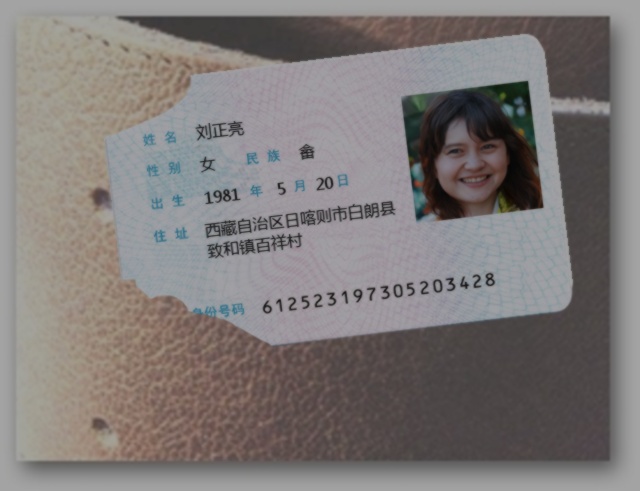 姓名 刘正亮
性别 女 民族 畲
出生 1981 年 5 月 20 日
住址 西藏自治区日喀则市白朗县
致和镇百祥村
身份号码 612523197305203428